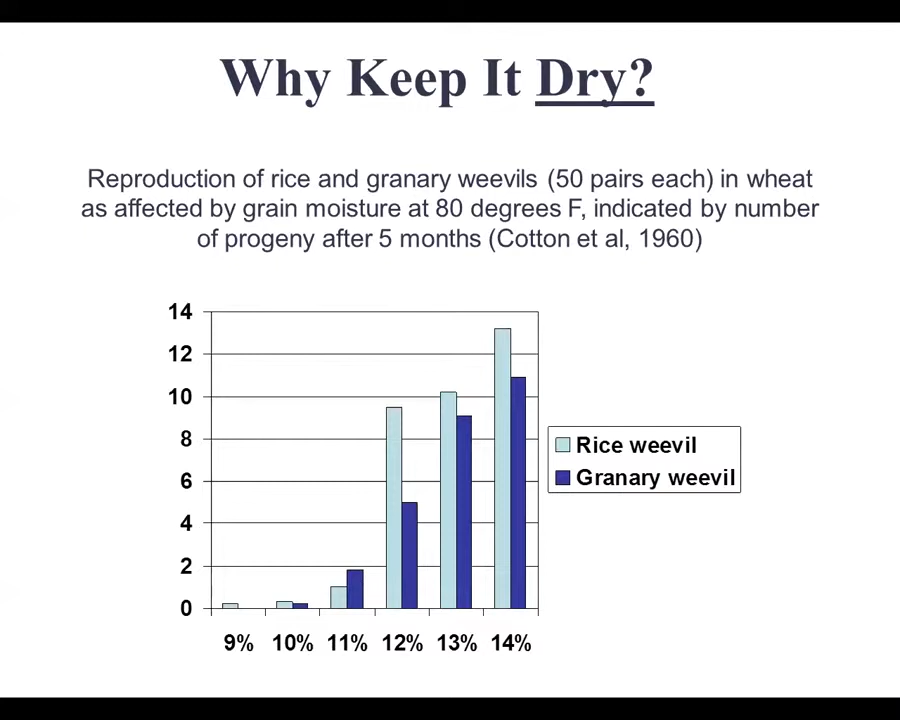 Why Keep It Dry?
Reproduction of rice and granary weevils (50 pairs each) in wheat
as affected by grain moisture at 80 degrees F, indicated by number
of progeny after 5 months (Cotton et al, 1960)
14
12
10
8
6
4
2
0
Rice weevil
Granary weevil
9% 10% 11% 12% 13% 14%